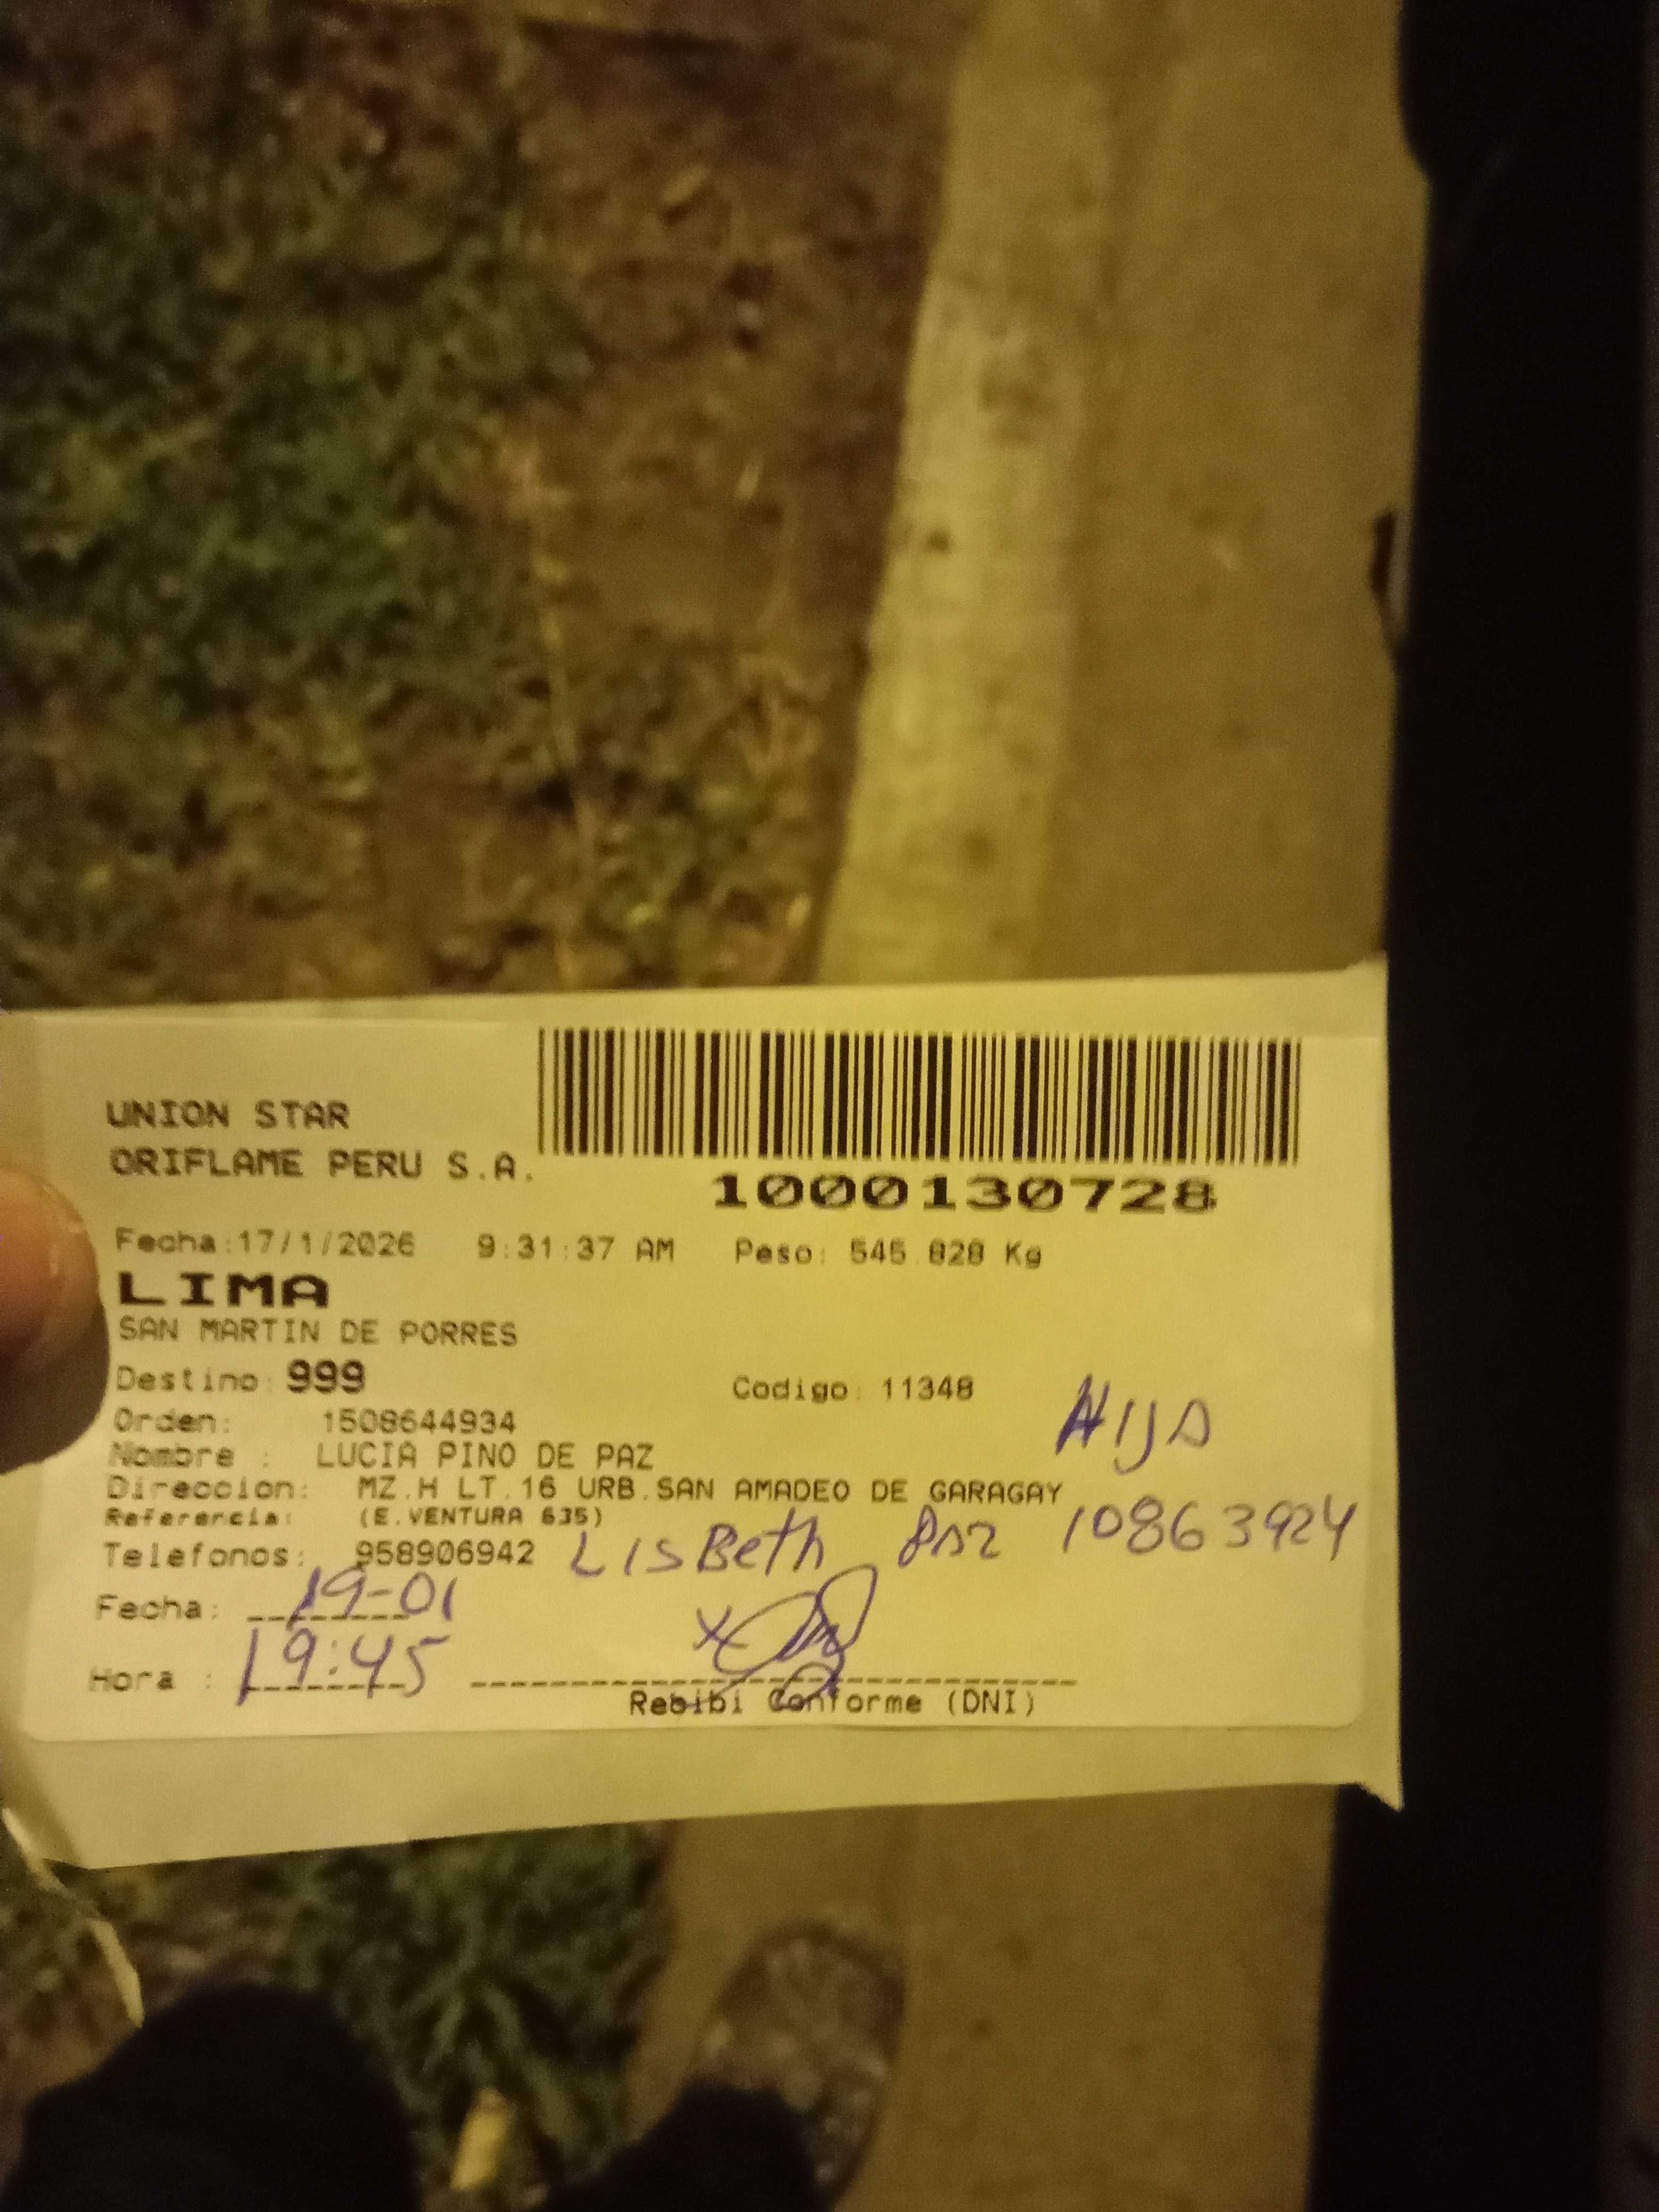 UNION STAR
ORIFLAME PERU S.A.
1000130728
Fecha:17/1/2026 9:31:37 AM Peso: 545.828 Kg
LIMA
SAN MARTIN DE PORRES
Destino: 999 Codigo: 11348
Orden: 1508644934
Nombre : LUCIA PINO DE PAZ
Direccion: MZ.H LT.16 URB.SAN AMADEO DE GARAGAY
Referencia: (E.VENTURA 635)
Telefonos: 958906942 LisBeth 10863924
Fecha: 19-01
Hora : 19:45
Recibi Conforme (DNI)